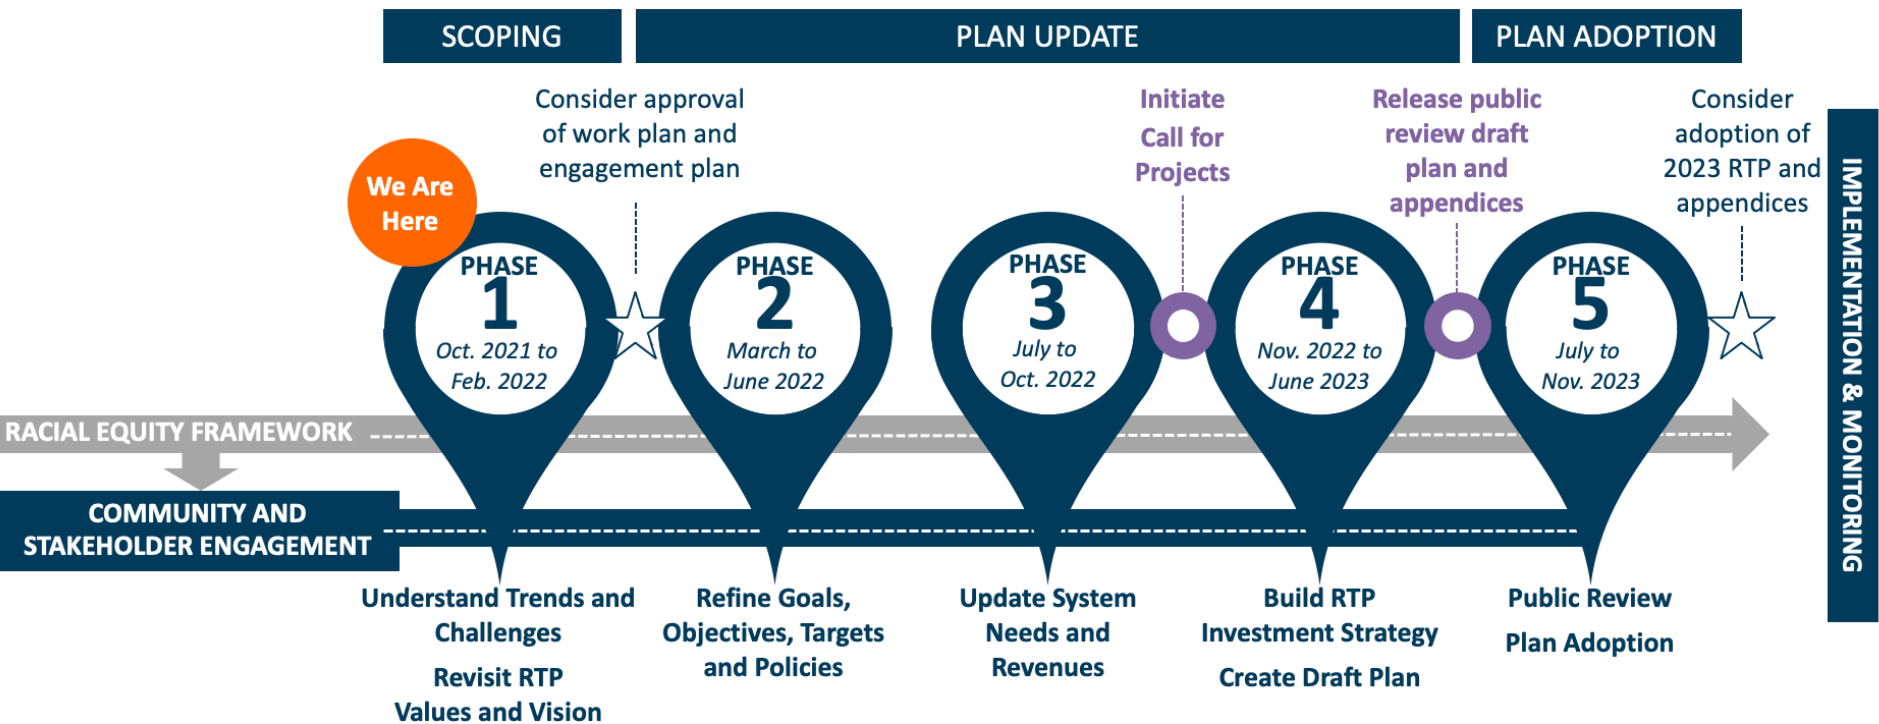 SCOPING
PLAN UPDATE
PLAN ADOPTION
Consider approval
of work plan and
engagement plan
Initiate
Call for
Projects
Release public
review draft
plan and
appendices
Consider
adoption of
2023 RTP and
appendices
We Are
Here
PHASE
1
Oct. 2021 to
Feb. 2022
PHASE
2
March to
June 2022
PHASE
3
July to
Oct. 2022
PHASE
4
Nov. 2022 to
June 2023
PHASE
5
July to
Nov. 2023
IMPLEMENTATION & MONITORING
RACIAL EQUITY FRAMEWORK
COMMUNITY AND
STAKEHOLDER ENGAGEMENT
Understand Trends and
Challenges
Revisit RTP
Values and Vision
Refine Goals,
Objectives, Targets
and Policies
Update System
Needs and
Revenues
Build RTP
Investment Strategy
Create Draft Plan
Public Review
Plan Adoption